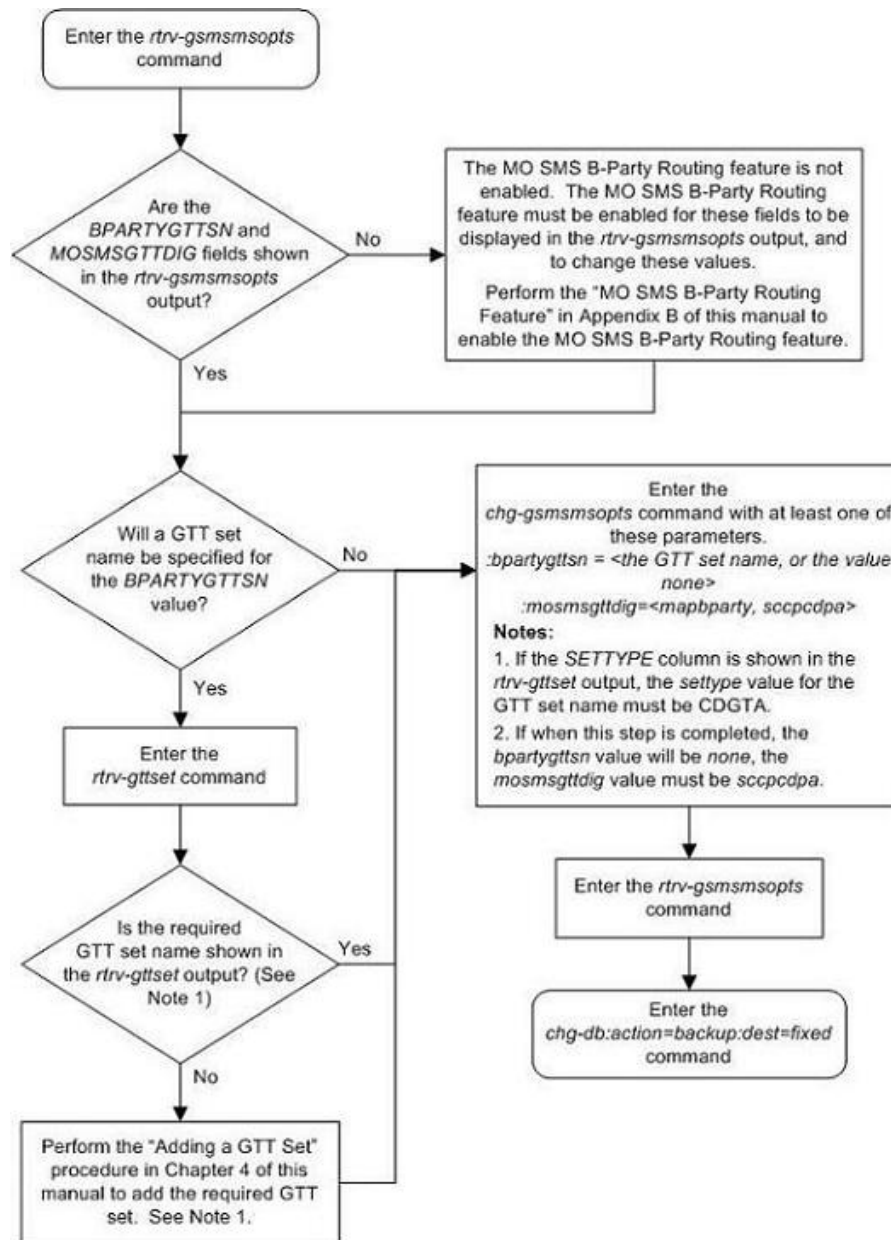 Enter the rtrv-gsmsmsopts
command
Are the
BPARTYGTTSN and
MOSMSGTTDIG fields shown
in the rtrv-gsmsmsopts
output?
No
The MO SMS B-Party Routing feature is not
enabled. The MO SMS B-Party Routing
feature must be enabled for these fields to be
displayed in the rtrv-gsmsmsopts output, and
to change these values.
Perform the “MO SMS B-Party Routing
Feature” in Appendix B of this manual to
enable the MO SMS B-Party Routing feature.
Yes
Will a GTT set
name be specified for
the BPARTYGTTSN
value?
No
Yes
Enter the
rtrv-gttset command
Is the required
GTT set name shown in
the rtrv-gttset output? (See
Note 1)
Yes
No
Perform the “Adding a GTT Set”
procedure in Chapter 4 of this
manual to add the required GTT
set. See Note 1.
Enter the
chg-gsmsmsopts command with at least one of
these parameters.
:bpartygttsn = <the GTT set name, or the value
none>
:mosmsgttdig=<mapbparty, sccpcdpa>
Notes:
1. If the SETTYPE column is shown in the
rtrv-gttset output, the settype value for the
GTT set name must be CDGTA.
2. If when this step is completed, the
bpartygttsn value will be none, the
mosmsgttdig value must be sccpcdpa.
Enter the rtrv-gsmsmsopts
command
Enter the
chg-db:action=backup:dest=fixed
command